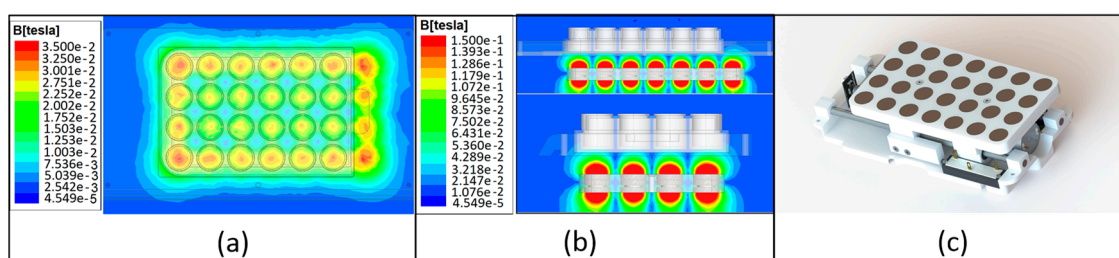 B[tesla]
3.500e-2
3.250e-2
3.001e-2
2.751e-2
2.252e-2
2.002e-2
1.752e-2
1.503e-2
1.253e-2
1.003e-2
7.536e-3
5.039e-3
2.542e-3
4.549e-5
(a)
B[tesla]
1.500e-1
1.393e-1
1.286e-1
1.179e-1
1.072e-1
9.645e-2
8.573e-2
7.502e-2
6.431e-2
5.360e-2
4.289e-2
3.218e-2
2.147e-2
1.076e-2
4.549e-5
(b)
(c)